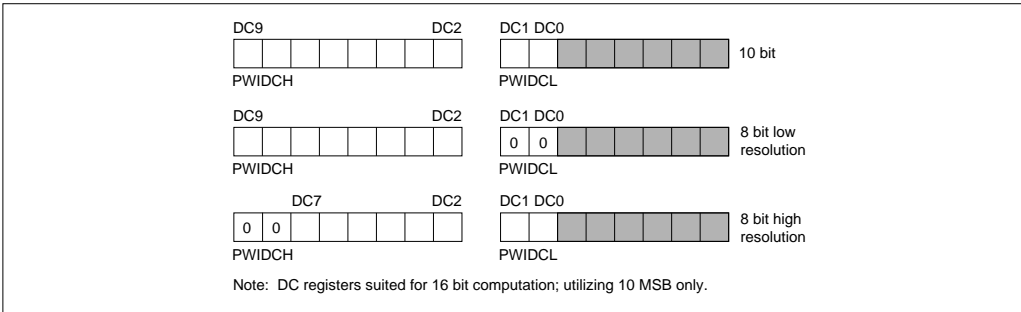 DC9 DC2 DC1 DC0
10 bit
PWIDCH PWIDCL
DC9 DC2 DC1 DC0
0 0
8 bit low
resolution
PWIDCH PWIDCL
DC7 DC2 DC1 DC0
0 0
8 bit high
resolution
PWIDCH PWIDCL
Note: DC registers suited for 16 bit computation; utilizing 10 MSB only.